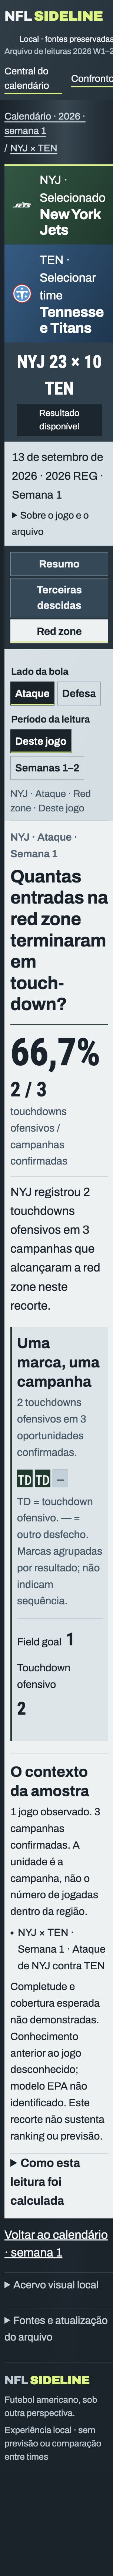 NFL SIDELINE
Local · fontes preservadas
Arquivo de leituras 2026 W1–2
Central do
calendário
Confronto
Calendário · 2026 ·
semana 1
/ NYJ × TEN
JETS
NYJ ·
Selecionado
New York
Jets
TEN ·
Selecionar
time
Tennesse
e Titans
NYJ 23 × 10
TEN
Resultado
disponível
13 de setembro de
2026 · 2026 REG ·
Semana 1
▶ Sobre o jogo e o
arquivo
Resumo
Terceiras
descidas
Red zone
Lado da bola
Ataque
Defesa
Período da leitura
Deste jogo
Semanas 1–2
NYJ · Ataque · Red
zone · Deste jogo
NYJ · Ataque ·
Semana 1
Quantas
entradas na
red zone
terminaram
em
touch-
down?
66,7%
2 / 3
touchdowns
ofensivos /
campanhas
confirmadas
NYJ registrou 2
touchdowns
ofensivos em 3
campanhas que
alcançaram a red
zone neste
recorte.
Uma
marca, uma
campanha
2 touchdowns
ofensivos em 3
oportunidades
confirmadas.
TD TD —
TD = touchdown
ofensivo. — =
outro desfecho.
Marcas agrupadas
por resultado; não
indicam
sequência.
Field goal 1
Touchdown
ofensivo
2
O contexto
da amostra
1 jogo observado. 3
campanhas
confirmadas. A
unidade é a
campanha, não o
número de jogadas
dentro da região.
• NYJ × TEN ·
Semana 1 · Ataque
de NYJ contra TEN
Completude e
cobertura esperada
não demonstradas.
Conhecimento
anterior ao jogo
desconhecido;
modelo EPA não
identificado. Este
recorte não sustenta
ranking ou previsão.
▶ Como esta
leitura foi
calculada
Voltar ao calendário
· semana 1
▶ Acervo visual local
▶ Fontes e atualização
do arquivo
NFL SIDELINE
Futebol americano, sob
outra perspectiva.
Experiência local · sem
previsão ou comparação
entre times